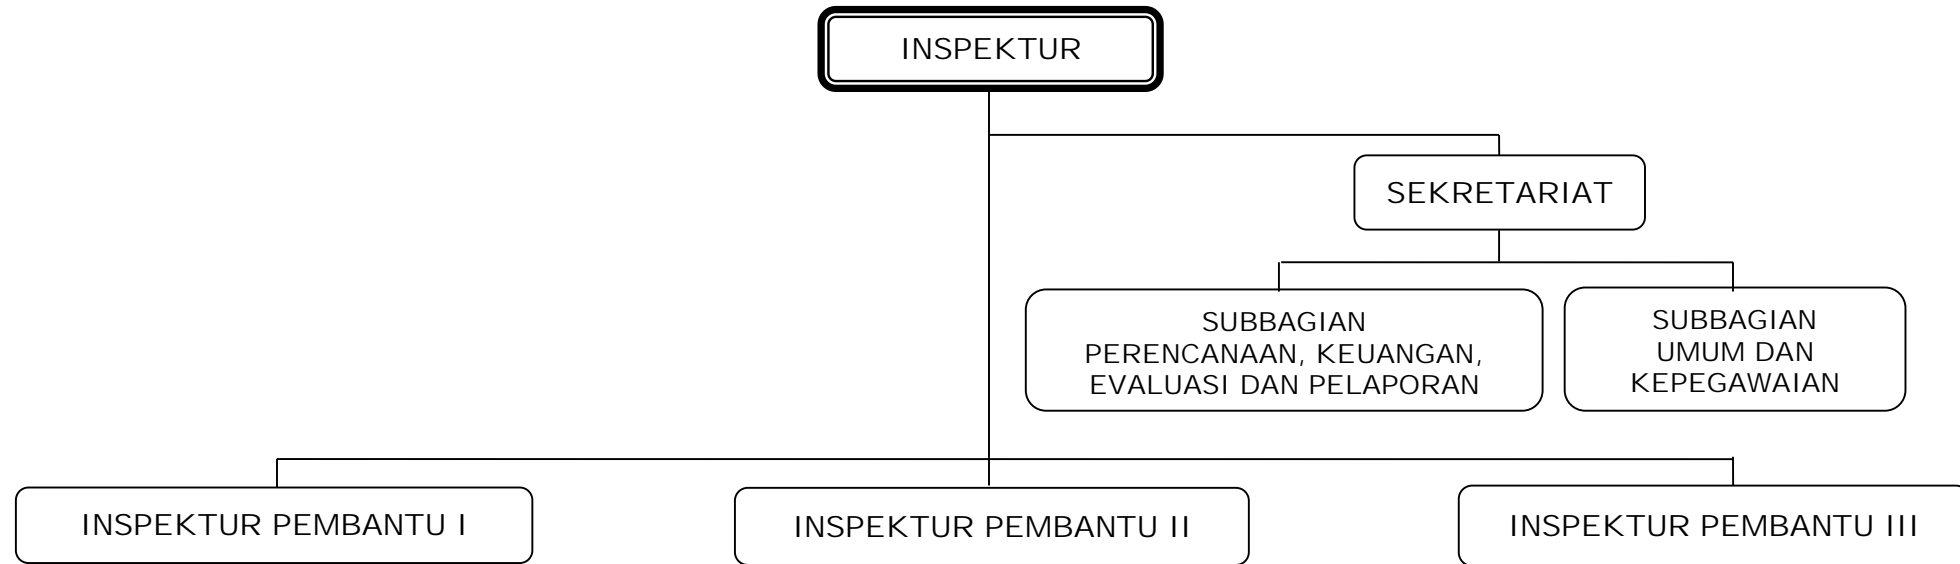 INSPEKTUR
SEKRETARIAT
SUBBAGIAN
PERENCANAAN, KEUANGAN,
EVALUASI DAN PELAPORAN
SUBBAGIAN
UMUM DAN
KEPEGAWAIAN
INSPEKTUR PEMBANTU I
INSPEKTUR PEMBANTU II
INSPEKTUR PEMBANTU III